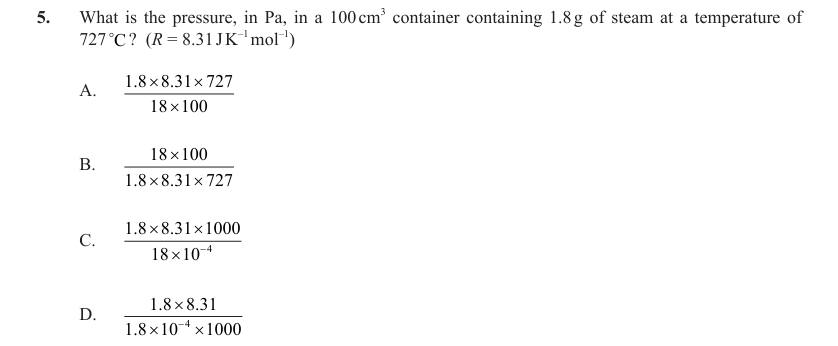 5. What is the pressure, in Pa, in a 100 cm³ container containing 1.8 g of steam at a temperature of
727 °C? (R = 8.31 J K⁻¹ mol⁻¹)
A. 1.8 × 8.31 × 727
18 × 100
B. 18 × 100
1.8 × 8.31 × 727
C. 1.8 × 8.31 × 1000
18 × 10⁻⁴
D. 1.8 × 8.31
1.8 × 10⁻⁴ × 1000